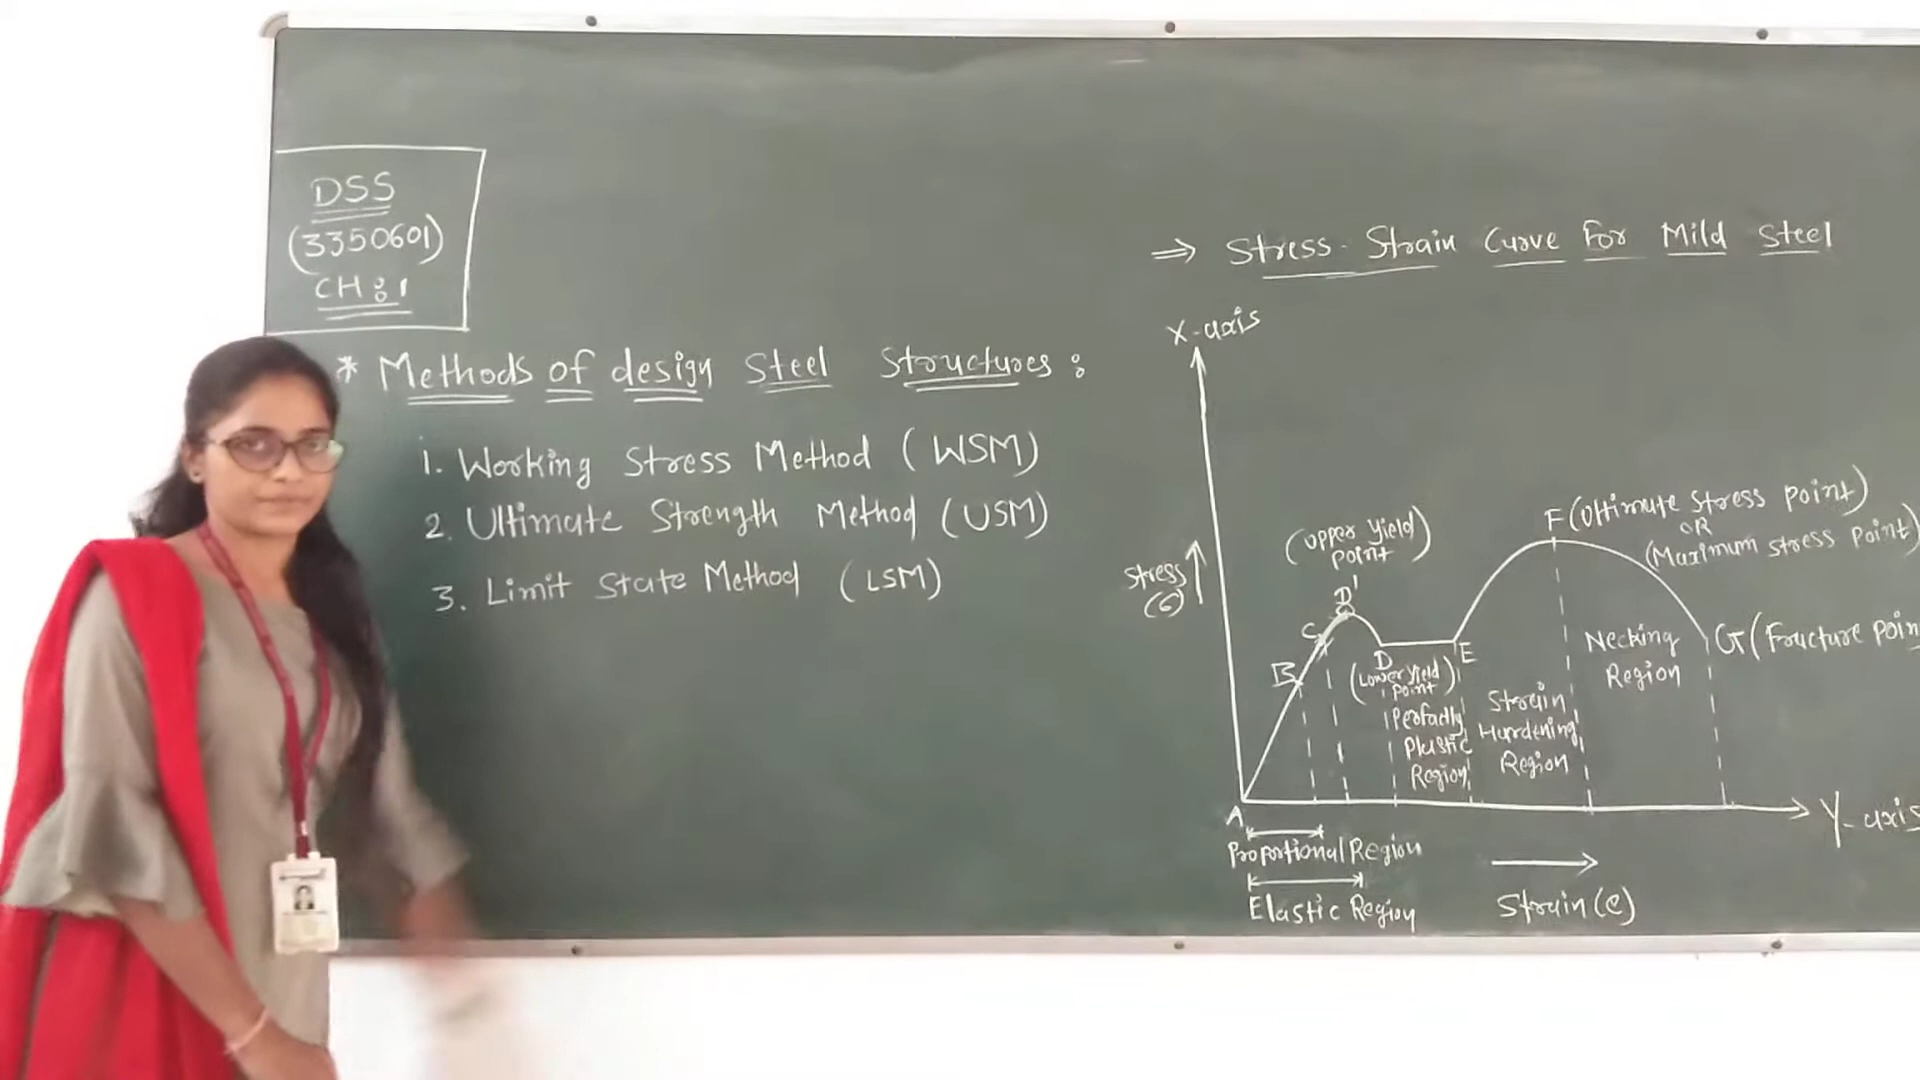 DSS
(3350601)
CH:1
* Methods of design Steel Structures:
1. Working Stress Method (WSM)
2. Ultimate Strength Method (USM)
3. Limit State Method (LSM)
⇒ Stress-Strain Curve For Mild Steel
X-axis
Stress
(σ)
(Upper Yield
Point)
F(Ultimate Stress Point)
OR
(Maximum Stress Point)
D'
C
B
D
E
(Lower Yield
Point)
Perfactly
Plastic
Region
Strain
Hardening
Region
Necking
Region
G(Fracture Poin
A
Y-axis
Proportional Region
Elastic Region
Strain(e)